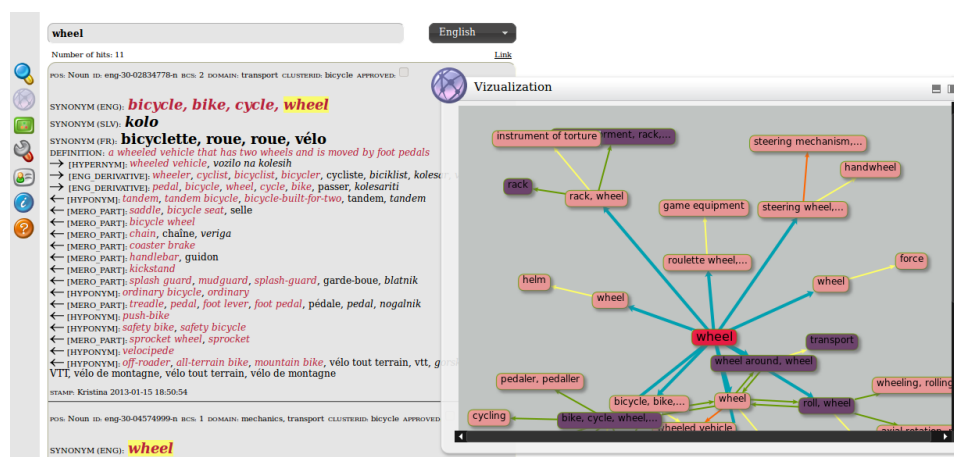 wheel
English
Number of hits: 11
Link
POS: Noun ID: eng-30-02834778-n BCS: 2 DOMAIN: transport CLUSTERID: bicycle APPROVED:
SYNONYM (ENG): bicycle, bike, cycle, wheel
SYNONYM (SLV): kolo
SYNONYM (FR): bicyclette, roue, roue, vélo
DEFINITION: a wheeled vehicle that has two wheels and is moved by foot pedals
→ [HYPERNYM]: wheeled vehicle, vozilo na kolesih
→ [ENG_DERIVATIVE]: wheeler, cyclist, bicyclist, bicycler, cycliste, biciklist, kolesar, v
→ [ENG_DERIVATIVE]: pedal, bicycle, wheel, cycle, bike, passer, kolesariti
← [HYPONYM]: tandem, tandem bicycle, bicycle-built-for-two, tandem, tandem
← [MERO_PART]: saddle, bicycle seat, selle
← [MERO_PART]: bicycle wheel
← [MERO_PART]: chain, chaîne, veriga
← [MERO_PART]: coaster brake
← [MERO_PART]: handlebar, guidon
← [MERO_PART]: kickstand
← [MERO_PART]: splash guard, mudguard, splash-guard, garde-boue, blatnik
← [HYPONYM]: ordinary bicycle, ordinary
← [MERO_PART]: treadle, pedal, foot lever, foot pedal, pédale, pedal, nogalnik
← [HYPONYM]: push-bike
← [HYPONYM]: safety bike, safety bicycle
← [MERO_PART]: sprocket wheel, sprocket
← [HYPONYM]: velocipede
← [HYPONYM]: off-roader, all-terrain bike, mountain bike, vélo tout terrain, vtt,
VTT, vélo de montagne, vélo tout terrain, vélo de montagne
STAMP: Kristina 2013-01-15 18:50:54
POS: Noun ID: eng-04574999-n BCS: 1 DOMAIN: mechanics, transport CLUSTERID: bicycle APPROVED
SYNONYM (ENG): wheel
Vizualization
instrument of torture
rment, rack,...
steering mechanism,...
handwheel
rack
rack, wheel
game equipment
steering wheel,...
roulette wheel,...
force
helm
wheel
wheel
wheel
transport
wheel around, wheel
pedaler, pedaller
wheeling, rolling
bicycle, bike,...
wheel
roll, wheel
cycling
bike, cycle, wheel,...
heeled vehicle
axial rotation,